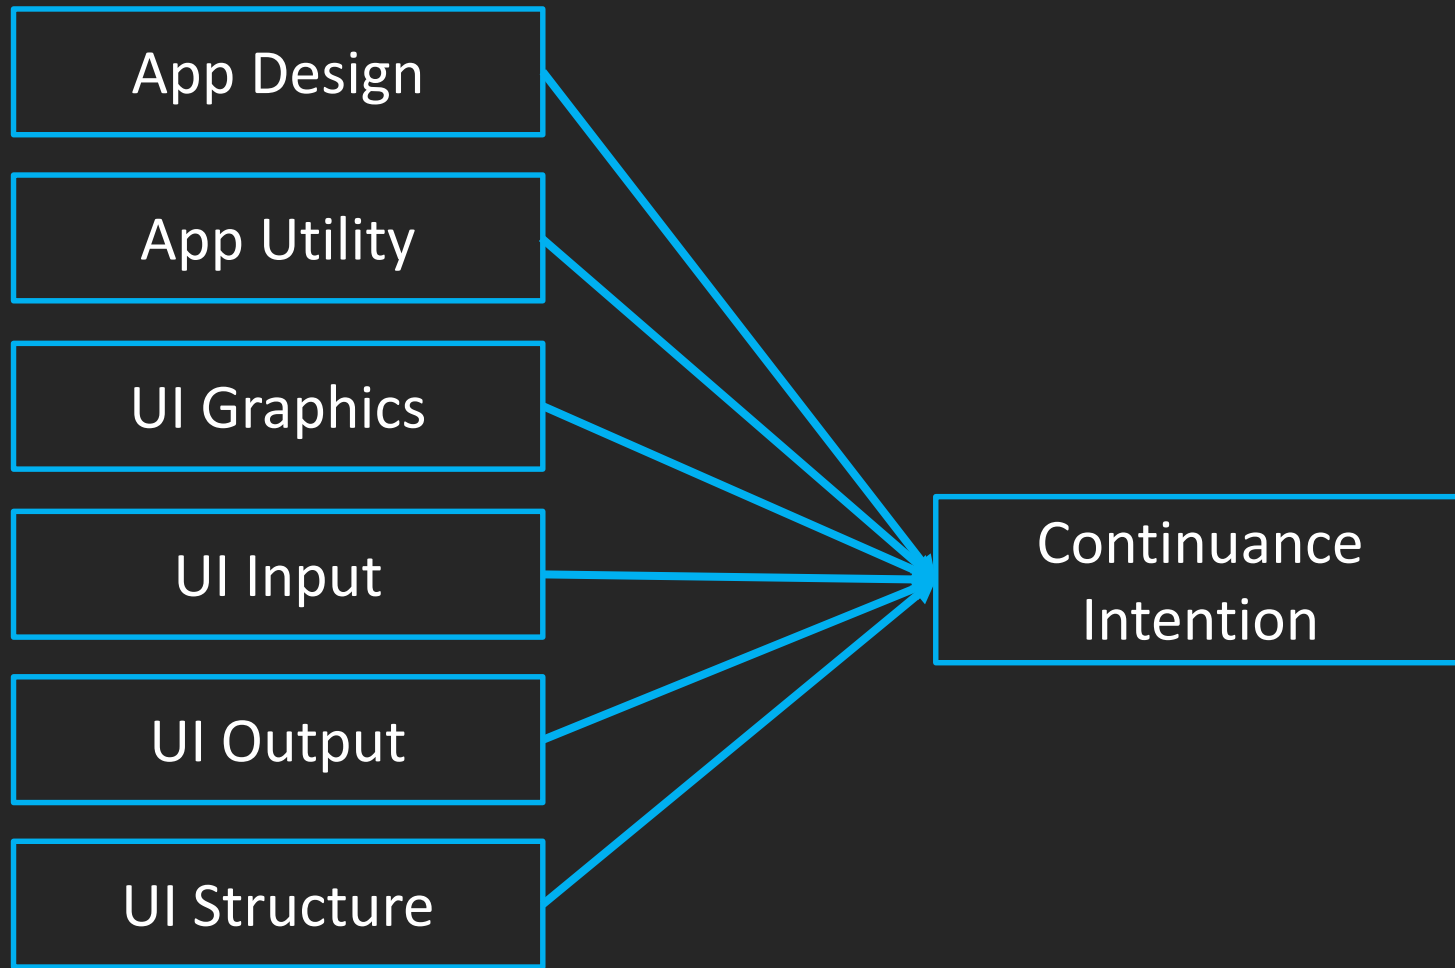 App Design
App Utility
UI Graphics
UI Input
UI Output
UI Structure
Continuance
Intention